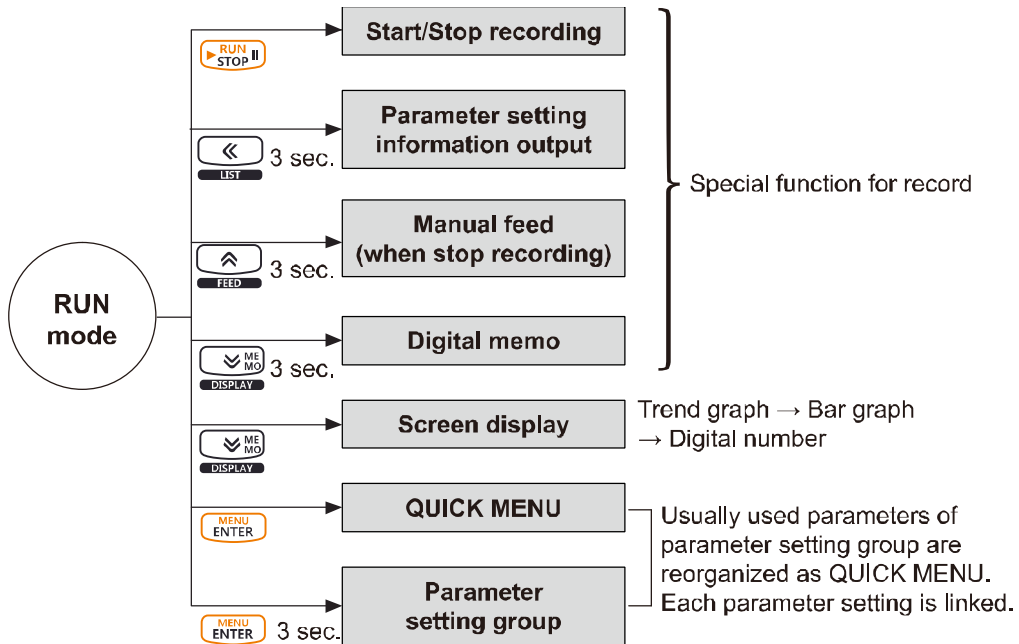 Start/Stop recording
RUN
STOP
Parameter setting
information output
3 sec.
LIST
Special function for record
Manual feed
(when stop recording)
3 sec.
FEED
RUN
mode
Digital memo
ME
MO
3 sec.
DISPLAY
Screen display
Trend graph → Bar graph
→ Digital number
ME
MO
DISPLAY
QUICK MENU
MENU
ENTER
Usually used parameters of
parameter setting group are
reorganized as QUICK MENU.
Each parameter setting is linked.
Parameter
setting group
MENU
ENTER
3 sec.